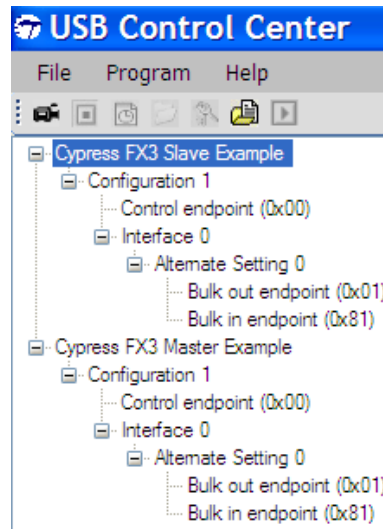 USB Control Center
File Program Help
Cypress FX3 Slave Example
Configuration 1
Control endpoint (0x00)
Interface 0
Alternate Setting 0
Bulk out endpoint (0x01)
Bulk in endpoint (0x81)
Cypress FX3 Master Example
Configuration 1
Control endpoint (0x00)
Interface 0
Alternate Setting 0
Bulk out endpoint (0x01)
Bulk in endpoint (0x81)